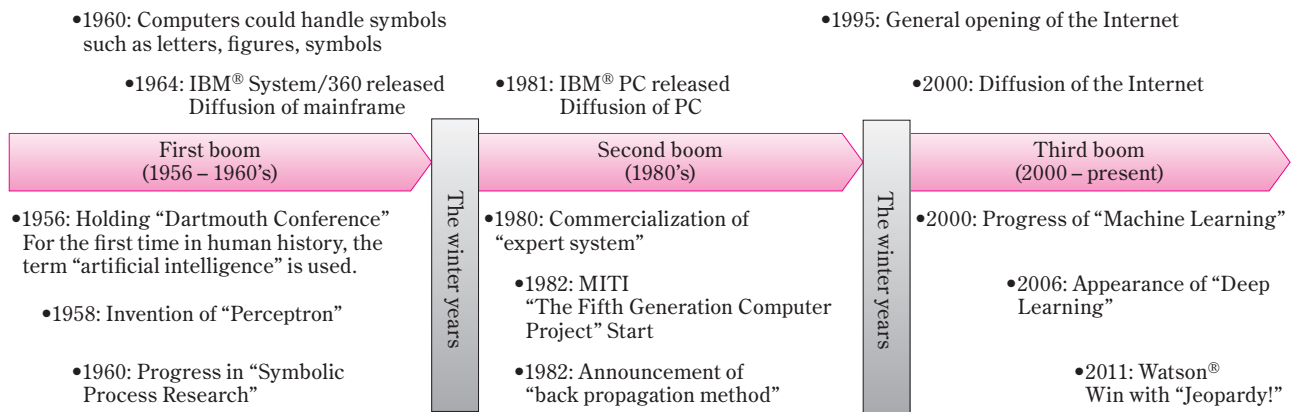 •1960: Computers could handle symbols
such as letters, figures, symbols
•1964: IBM® System/360 released
Diffusion of mainframe
•1981: IBM® PC released
Diffusion of PC
•1995: General opening of the Internet
•2000: Diffusion of the Internet
First boom
(1956 – 1960's)
The winter years
Second boom
(1980's)
The winter years
Third boom
(2000 – present)
•1956: Holding “Dartmouth Conference”
For the first time in human history, the
term “artificial intelligence” is used.
•1958: Invention of “Perceptron”
•1960: Progress in “Symbolic
Process Research”
•1980: Commercialization of
“expert system”
•1982: MITI
“The Fifth Generation Computer
Project” Start
•1982: Announcement of
“back propagation method”
•2000: Progress of “Machine Learning”
•2006: Appearance of “Deep
Learning”
•2011: Watson®
Win with “Jeopardy!”